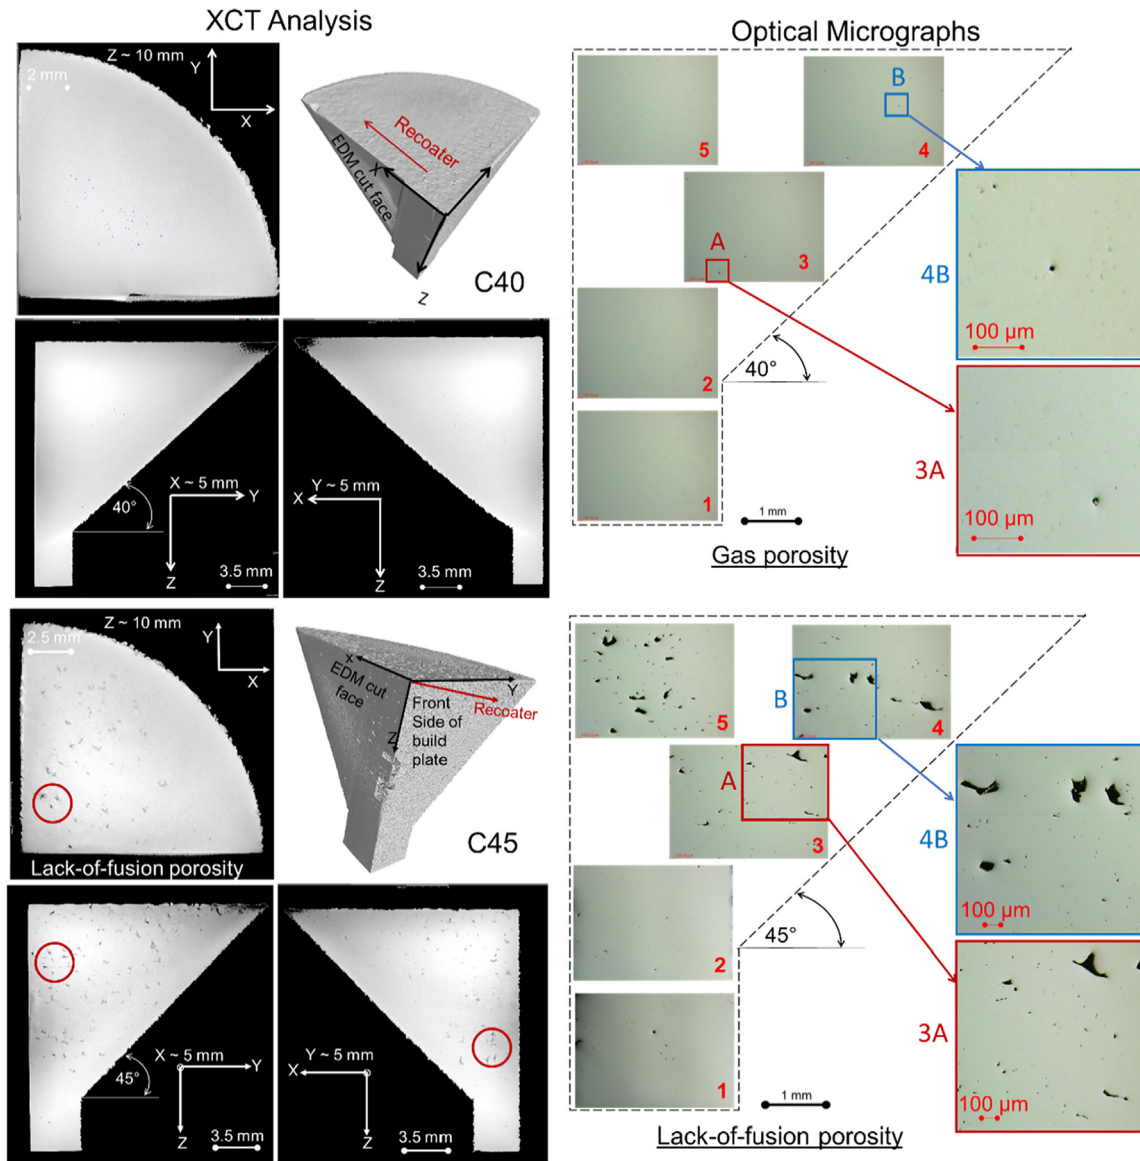 XCT Analysis
Optical Micrographs
Z ~ 10 mm
Y
2 mm
X
Recoater
EDM cut face
X
Z
C40
X ~ 5 mm
Y
40°
Z
3.5 mm
Y ~ 5 mm
X
Z
3.5 mm
5
B
4
A
3
2
1
40°
1 mm
4B
100 µm
3A
100 µm
Gas porosity
Z ~ 10 mm
Y
2.5 mm
X
Lack-of-fusion porosity
X
EDM cut
face
Y
Recoater
Front
Side of
build
plate
Z
C45
X ~ 5 mm
Y
45°
Z
3.5 mm
Y ~ 5 mm
X
Z
3.5 mm
5
B
4
A
3
2
1
45°
1 mm
4B
100 µm
3A
100 µm
Lack-of-fusion porosity